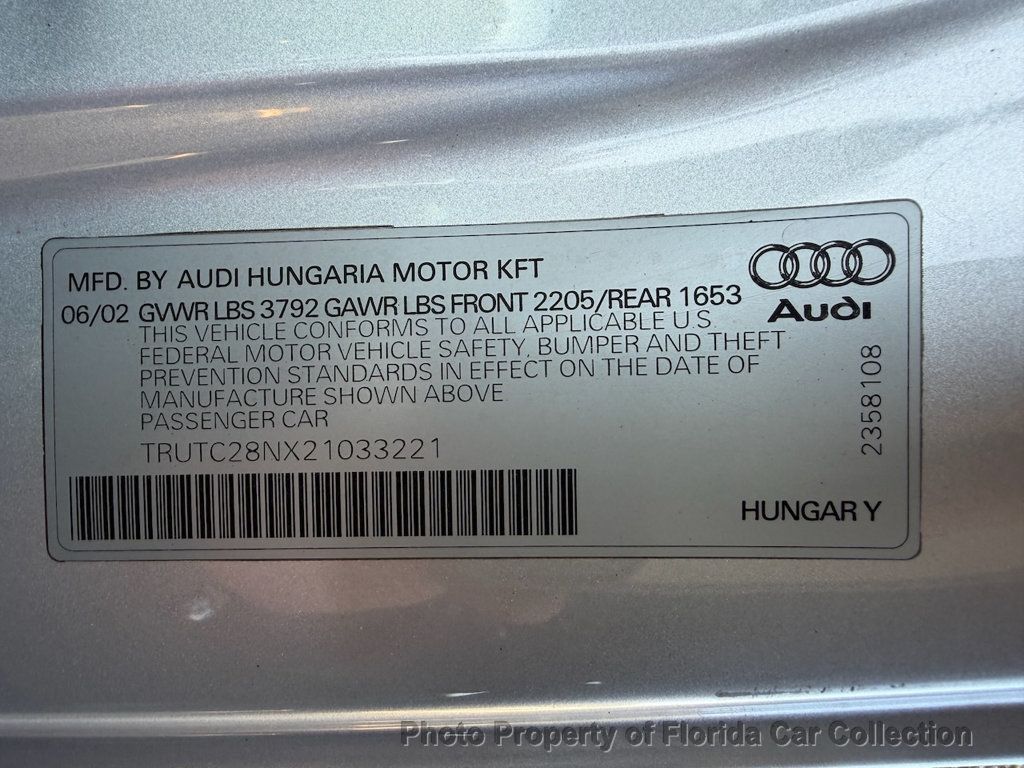 MFD. BY AUDI HUNGARIA MOTOR KFT
06/02 GVWR LBS 3792 GAWR LBS FRONT 2205/REAR 1653
THIS VEHICLE CONFORMS TO ALL APPLICABLE U.S.
FEDERAL MOTOR VEHICLE SAFETY, BUMPER AND THEFT
PREVENTION STANDARDS IN EFFECT ON THE DATE OF
MANUFACTURE SHOWN ABOVE
PASSENGER CAR
TRUTC28NX21033221
Audi
2358108
HUNGARY
Photo Property of Florida Car Collection